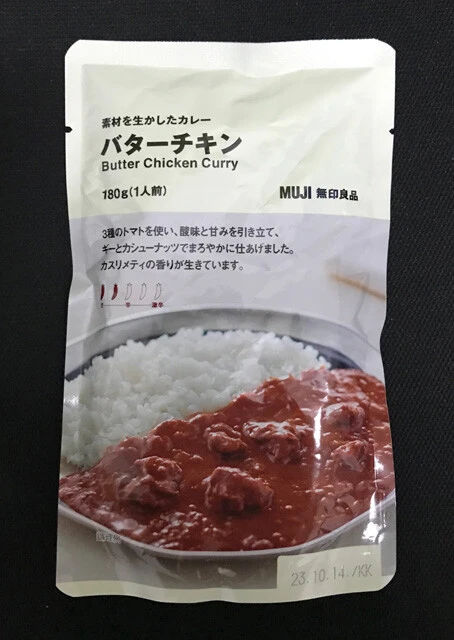 素材を生かしたカレー
バターチキン
Butter Chicken Curry
180g(1人前)
MUJI 無印良品
3種のトマトを使い、酸味と甘みを引き立て、
ギーとカシューナッツでまろやかに仕あげました。
カスリメティの香りが生きています。
辛
23.10.14./KK